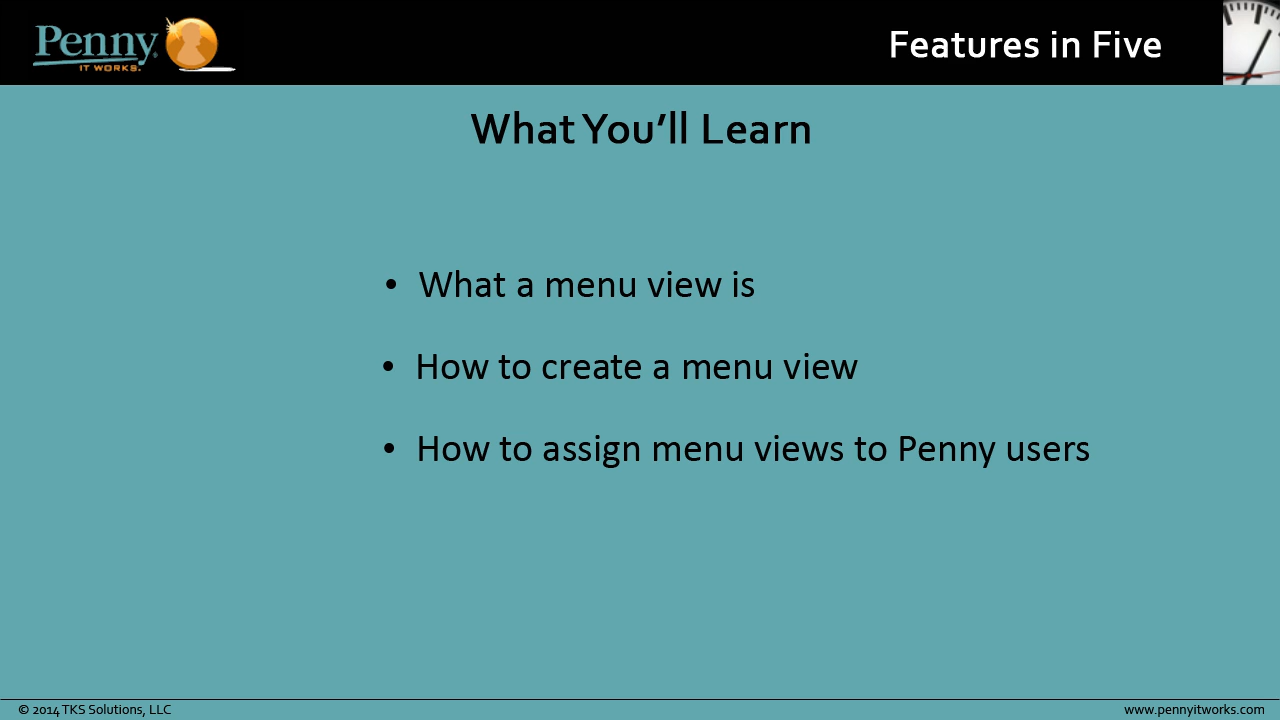 Penny®
IT WORKS.
Features in Five
What You’ll Learn
• What a menu view is
• How to create a menu view
• How to assign menu views to Penny users
© 2014 TKS Solutions, LLC
www.pennyitworks.com